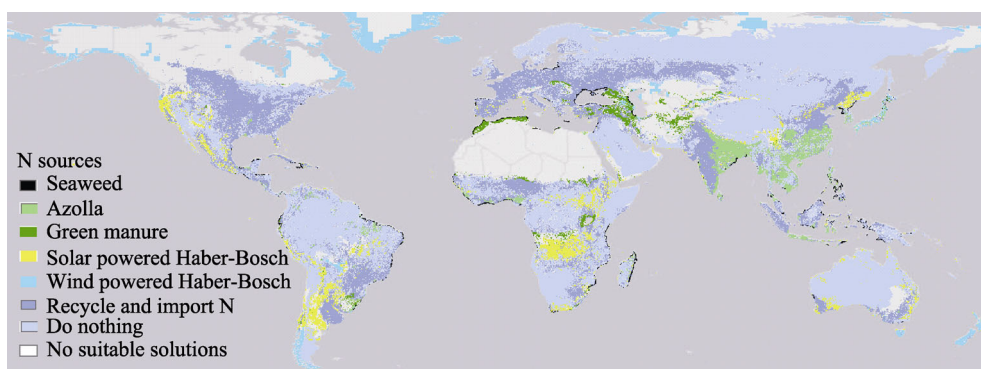 N sources
Seaweed
Azolla
Green manure
Solar powered Haber-Bosch
Wind powered Haber-Bosch
Recycle and import N
Do nothing
No suitable solutions